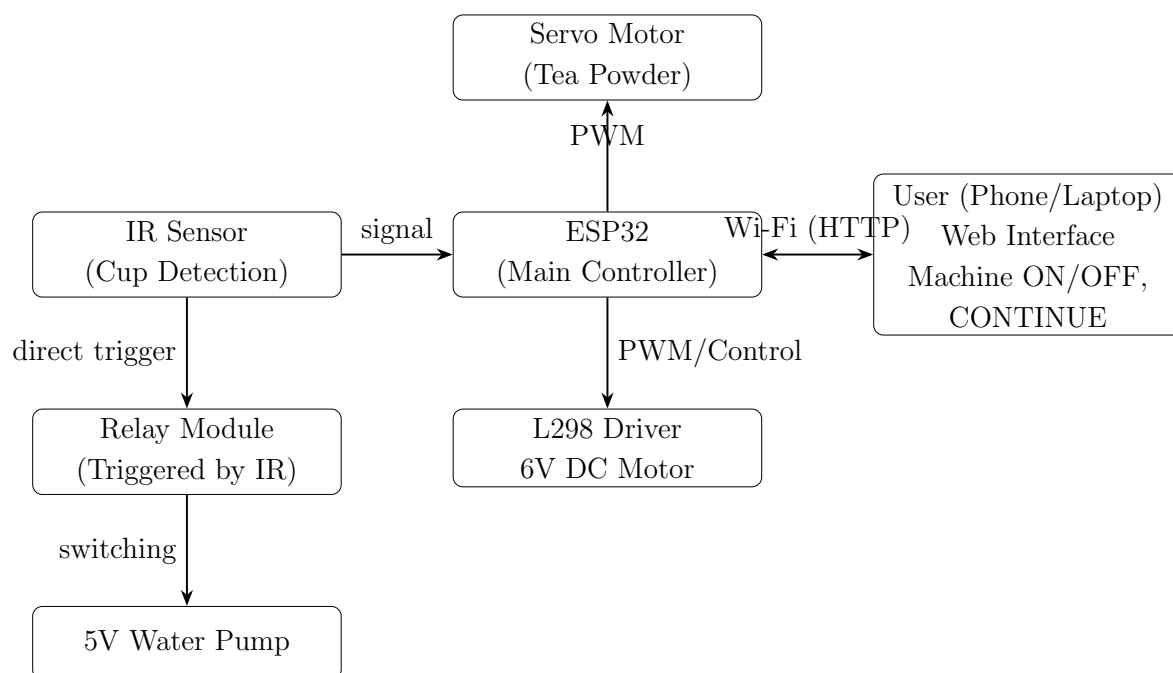 Servo Motor
(Tea Powder)
PWM
IR Sensor
(Cup Detection)
signal
ESP32
(Main Controller)
Wi-Fi (HTTP)
User (Phone/Laptop)
Web Interface
Machine ON/OFF,
CONTINUE
direct trigger
PWM/Control
Relay Module
(Triggered by IR)
L298 Driver
6V DC Motor
switching
5V Water Pump